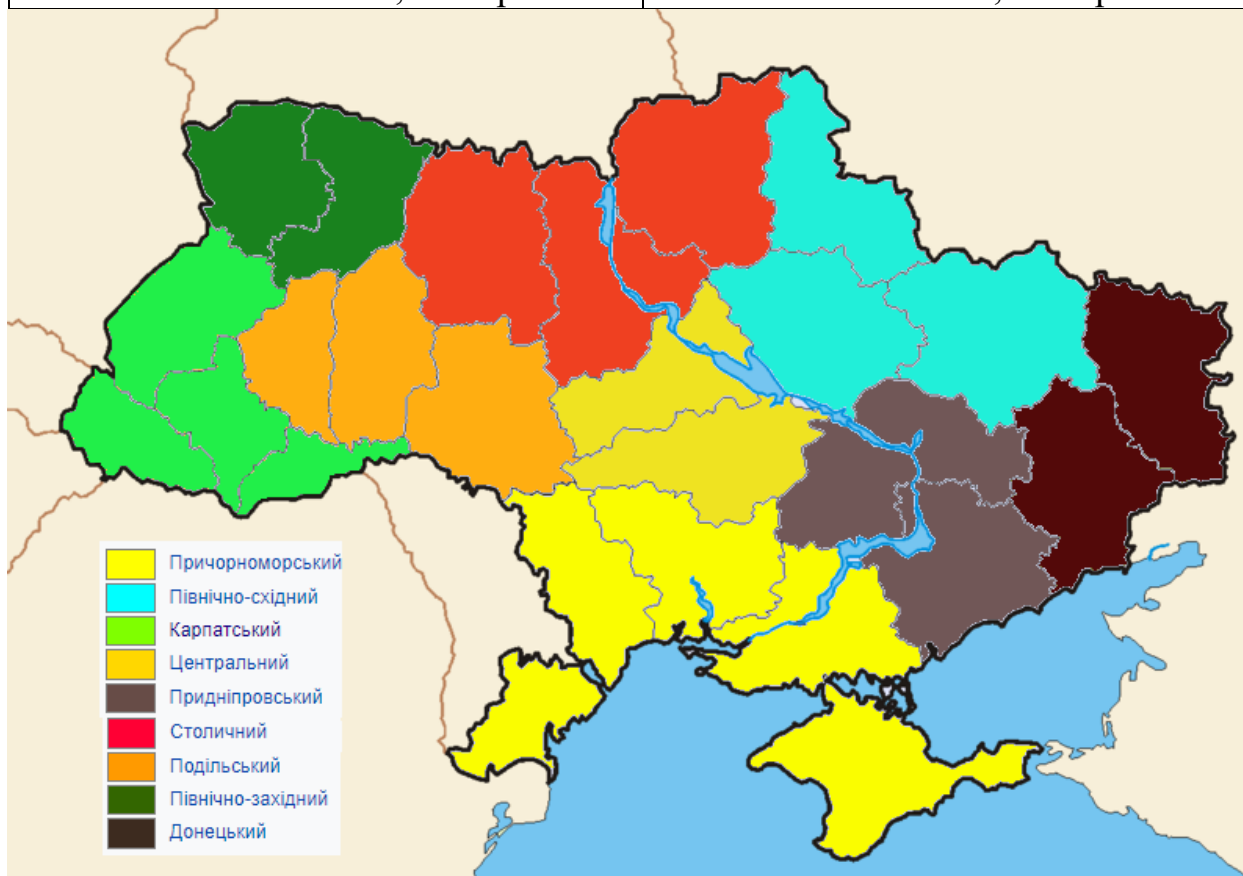 Причорноморський
Північно-східний
Карпатський
Центральний
Придніпровський
Столичний
Подільський
Північно-західний
Донецький